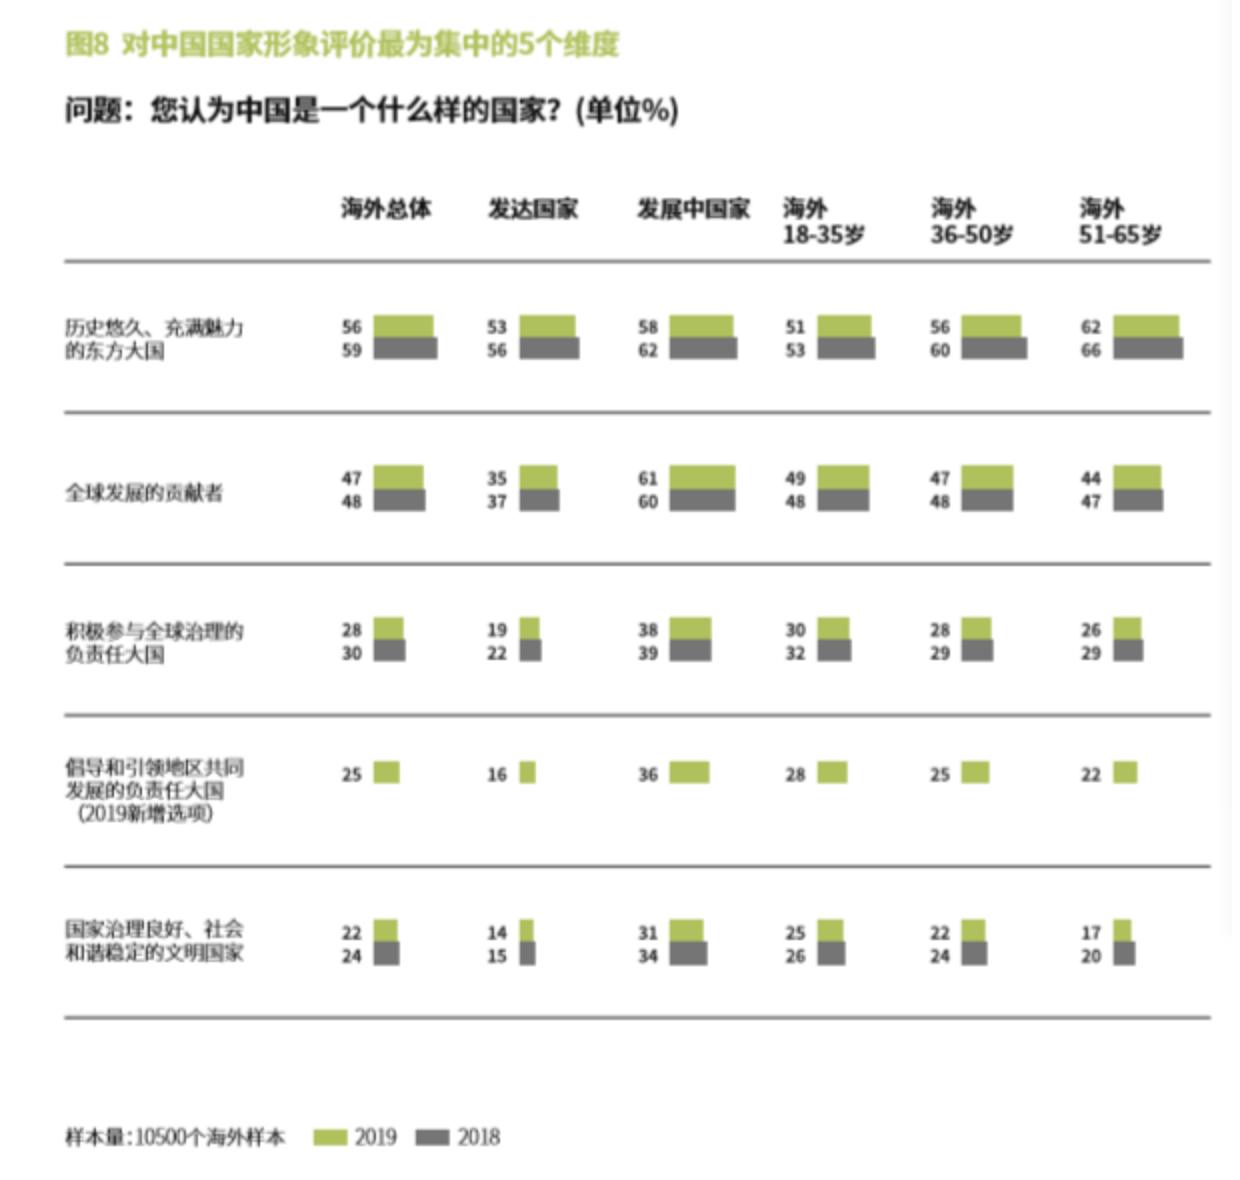 图8 对中国国家形象评价最为集中的5个维度
问题：您认为中国是一个什么样的国家？(单位%)
海外总体 发达国家 发展中国家 海外 海外 海外
18-35岁 36-50岁 51-65岁
历史悠久、充满魅力 56 53 58 51 56 62
的东方大国 59 56 62 53 60 66
47 35 61 49 47 44
全球发展的贡献者
48 37 60 48 48 47
积极参与全球治理的 28 19 38 30 28 26
负责任大国 30 22 39 32 29 29
倡导和引领地区共同 25 16 36 28 25 22
发展的负责任大国
（2019新增选项）
国家治理良好、社会 22 14 31 25 22 17
和谐稳定的文明国家 24 15 34 26 24 20
样本量：10500个海外样本 2019 2018